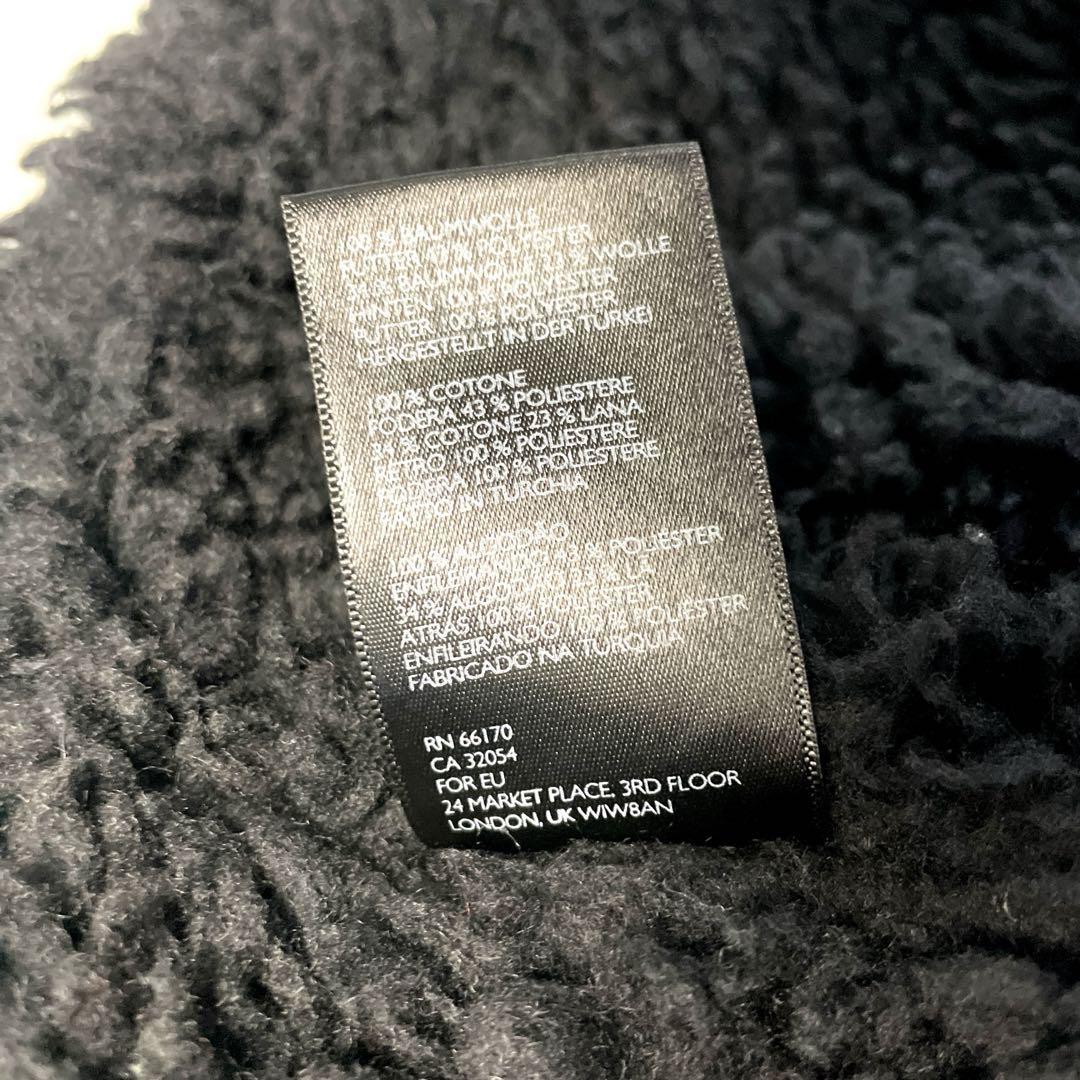 100 % BAUMWOLLE
FUTTER 43 % POLYESTER
34 % BAUMWOLLE 23 % WOLLE
HINTEN 100 % POLYESTER
FUTTER 100 % POLYESTER
HERGESTELLT IN DER TÜRKEI
100 % COTONE
FODERA 43 % POLIESTERE
34 % COTONE 23 % LANA
RETRO 100 % POLIESTERE
FODERA 100 % POLIESTERE
FATTO IN TURCHIA
100 % ALGODÃO
ENFILEIRANDO 43 % POLIÉSTER
34 % ALGODÃO 23 % LÃ
ATRÁS 100 % POLIÉSTER
ENFILEIRANDO 100 % POLIÉSTER
FABRICADO NA TURQUIA
RN 66170
CA 32054
FOR EU
24 MARKET PLACE, 3RD FLOOR
LONDON, UK W1W8AN